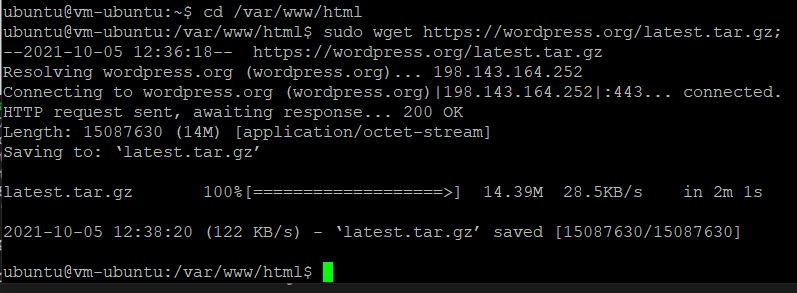 ubuntu@vm-ubuntu:~$ cd /var/www/html
ubuntu@vm-ubuntu:/var/www/html$ sudo wget https://wordpress.org/latest.tar.gz;
--2021-10-05 12:36:18--  https://wordpress.org/latest.tar.gz
Resolving wordpress.org (wordpress.org)... 198.143.164.252
Connecting to wordpress.org (wordpress.org)|198.143.164.252|:443... connected.
HTTP request sent, awaiting response... 200 OK
Length: 15087630 (14M) [application/octet-stream]
Saving to: ‘latest.tar.gz’
latest.tar.gz       100%[===================>]  14.39M  28.5KB/s    in 2m 1s
2021-10-05 12:38:20 (122 KB/s) - ‘latest.tar.gz’ saved [15087630/15087630]
ubuntu@vm-ubuntu:/var/www/html$